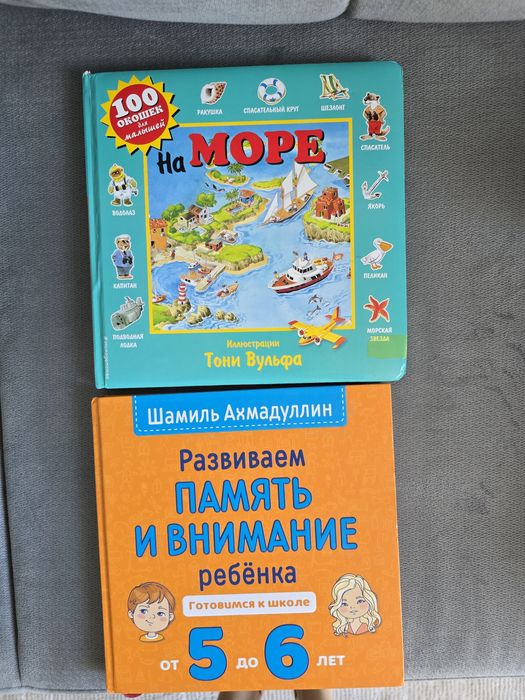 100
ОКОШЕК
для
малышей
РАКУШКА
СПАСАТЕЛЬНЫЙ КРУГ
ШЕЗЛОНГ
СПАСАТЕЛЬ
На МОРЕ
ВОДОЛАЗ
ЯКОРЬ
КАПИТАН
ПЕЛИКАН
ПОДВОДНАЯ
ЛОДКА
МОРСКАЯ
ЗВЕЗДА
Иллюстрации
Тони Вульфа
Шамиль Ахмадуллин
Развиваем
ПАМЯТЬ
И ВНИМАНИЕ
ребёнка
Готовимся к школе
от 5 до 6 лет